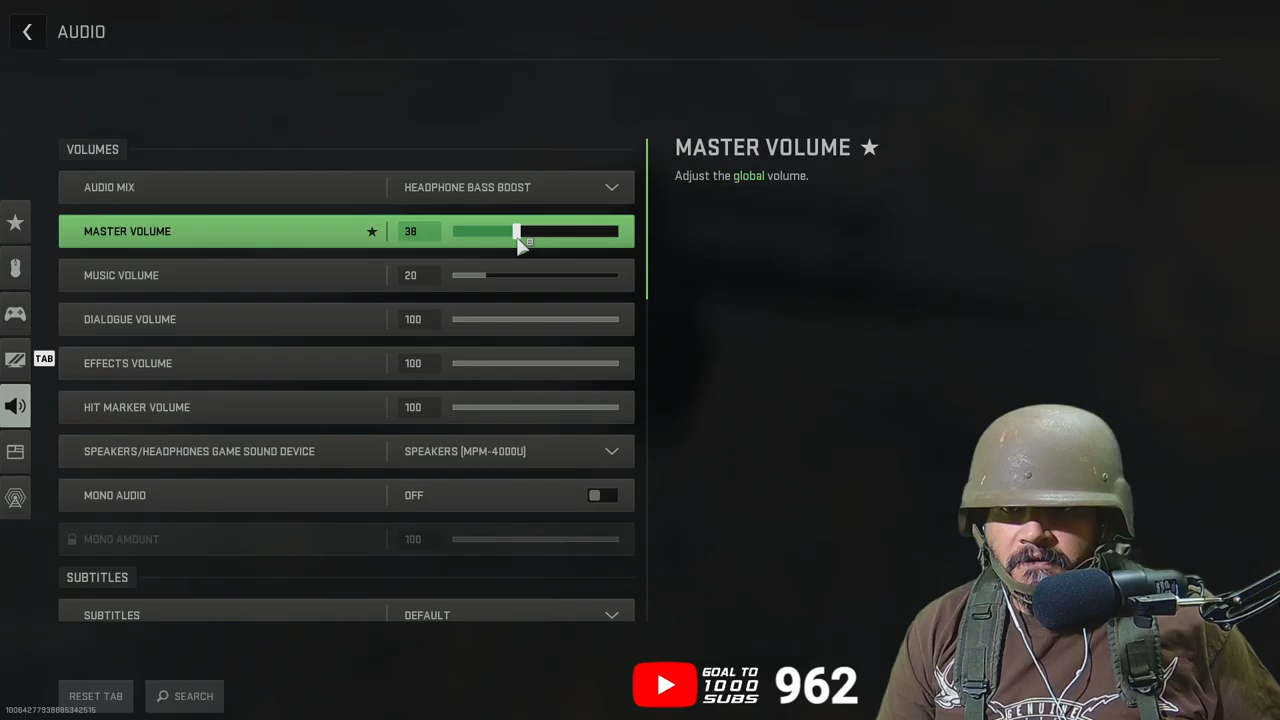 AUDIO
VOLUMES
AUDIO MIX
HEADPHONE BASS BOOST
MASTER VOLUME
38
MUSIC VOLUME
20
DIALOGUE VOLUME
100
EFFECTS VOLUME
100
HIT MARKER VOLUME
100
SPEAKERS/HEADPHONES GAME SOUND DEVICE
SPEAKERS [MPM-4000U]
MONO AUDIO
OFF
MONO AMOUNT
100
SUBTITLES
SUBTITLES
DEFAULT
TAB
RESET TAB
SEARCH
MASTER VOLUME
Adjust the global volume.
GOAL TO
1000
SUBS
962
GENUINE